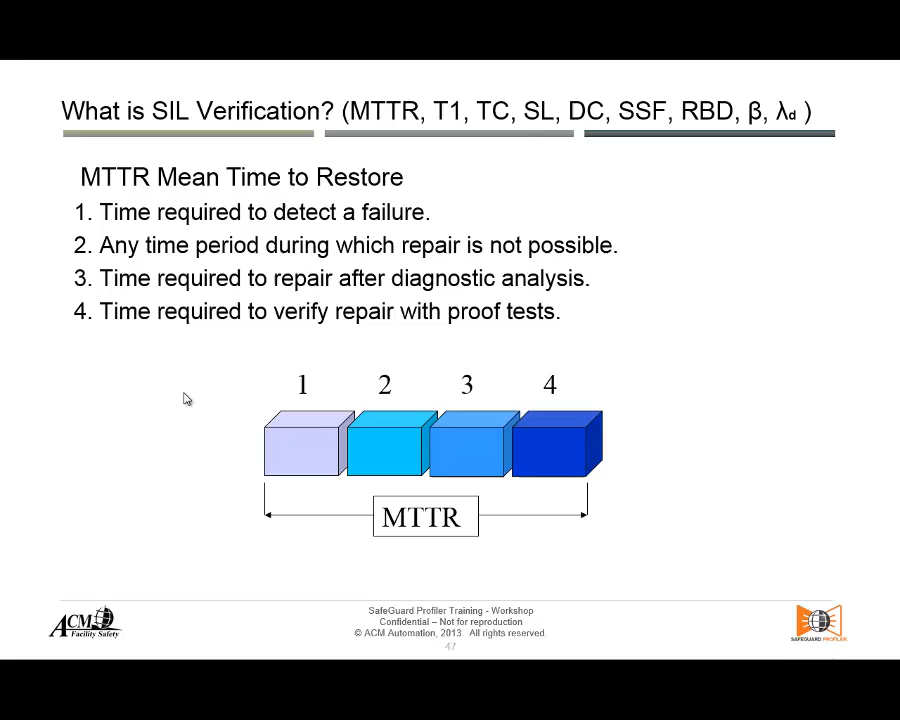 What is SIL Verification? (MTTR, T1, TC, SL, DC, SSF, RBD, β, λd )
MTTR Mean Time to Restore
1. Time required to detect a failure.
2. Any time period during which repair is not possible.
3. Time required to repair after diagnostic analysis.
4. Time required to verify repair with proof tests.
1 2 3 4
MTTR
ACM
Facility Safety
SafeGuard Profiler Training - Workshop
Confidential – Not for reproduction
© ACM Automation, 2013. All rights reserved.
47
SAFEGUARD PROFILER